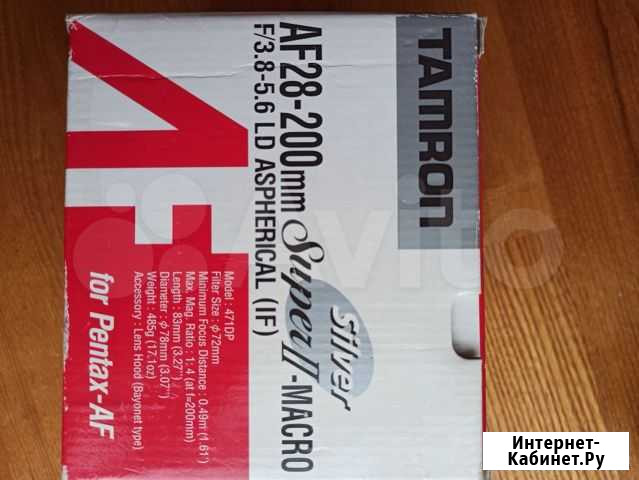 TAMRON
AF28-200mm Super II-MACRO
Silver
F/3.8-5.6 LD ASPHERICAL (IF)
Model : 471DP
Filter Size : φ72mm
Minimum Focus Distance : 0.49m (1.61')
Max. Mag. Ratio : 1: 4 (at f=200mm)
Length : 83mm (3.27")
Diameter : φ78mm (3.07")
Weight : 485g (17.1oz)
Accessory : Lens Hood (Bayonet type)
AF
for Pentax-AF
Avito
Интернет-
Кабинет.Ру